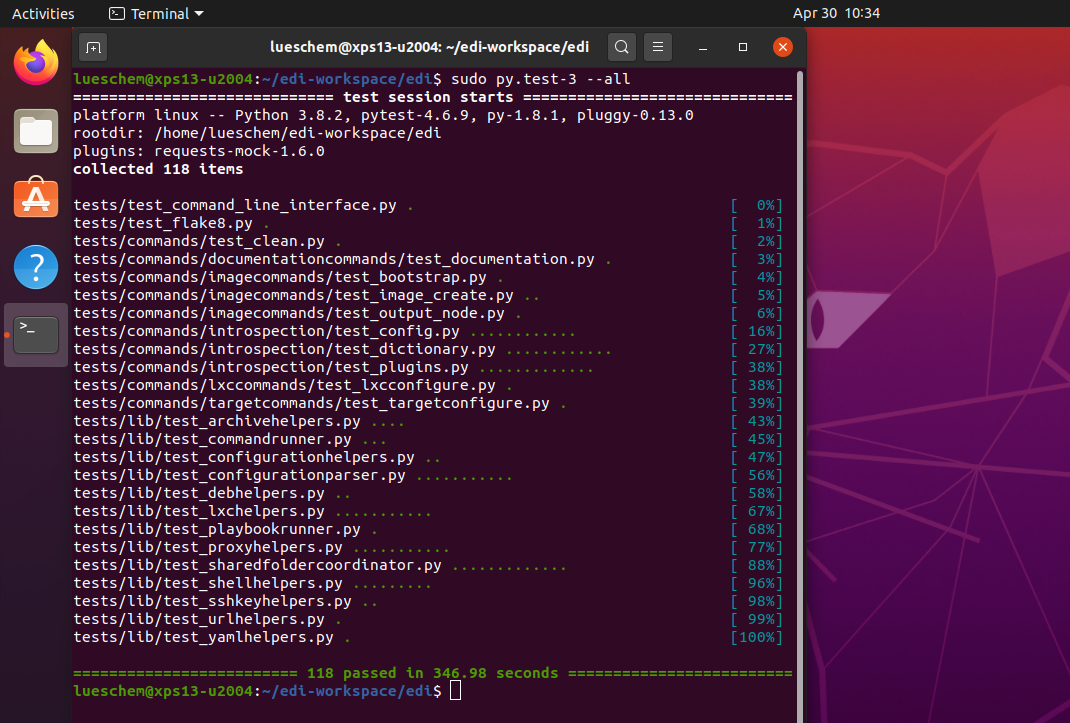 Activities Terminal Apr 30 10:34
lueschem@xps13-u2004: ~/edi-workspace/edi
lueschem@xps13-u2004:~/edi-workspace/edi$ sudo py.test-3 --all
============================= test session starts ==============================
platform linux -- Python 3.8.2, pytest-4.6.9, py-1.8.1, pluggy-0.13.0
rootdir: /home/lueschem/edi-workspace/edi
plugins: requests-mock-1.6.0
collected 118 items
tests/test_command_line_interface.py . [  0%]
tests/test_flake8.py . [  1%]
tests/commands/test_clean.py . [  2%]
tests/commands/documentationcommands/test_documentation.py . [  3%]
tests/commands/imagecommands/test_bootstrap.py . [  4%]
tests/commands/imagecommands/test_image_create.py .. [  5%]
tests/commands/imagecommands/test_output_node.py . [  6%]
tests/commands/introspection/test_config.py ............ [ 16%]
tests/commands/introspection/test_dictionary.py ............ [ 27%]
tests/commands/introspection/test_plugins.py ............. [ 38%]
tests/commands/lxccommands/test_lxcconfigure.py . [ 38%]
tests/commands/targetcommands/test_targetconfigure.py . [ 39%]
tests/lib/test_archivehelpers.py .... [ 43%]
tests/lib/test_commandrunner.py ... [ 45%]
tests/lib/test_configurationhelpers.py .. [ 47%]
tests/lib/test_configurationparser.py ........... [ 56%]
tests/lib/test_debhelpers.py .. [ 58%]
tests/lib/test_lxchelpers.py ........... [ 67%]
tests/lib/test_playbookrunner.py . [ 68%]
tests/lib/test_proxyhelpers.py ........... [ 77%]
tests/lib/test_sharedfoldercoordinator.py ............. [ 88%]
tests/lib/test_shellhelpers.py ......... [ 96%]
tests/lib/test_sshkeyhelpers.py .. [ 98%]
tests/lib/test_urlhelpers.py . [ 99%]
tests/lib/test_yamlhelpers.py . [100%]
========================= 118 passed in 346.98 seconds =========================
lueschem@xps13-u2004:~/edi-workspace/edi$